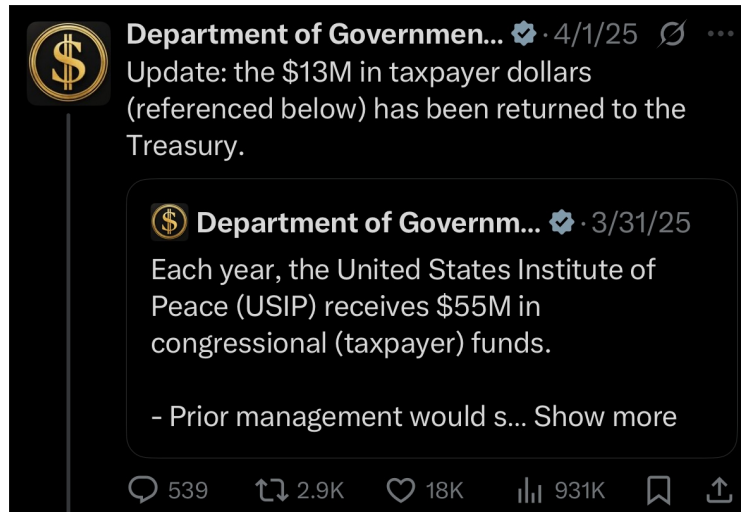 Department of Governmen... · 4/1/25
Update: the $13M in taxpayer dollars
(referenced below) has been returned to the
Treasury.
$ Department of Governm... · 3/31/25
Each year, the United States Institute of
Peace (USIP) receives $55M in
congressional (taxpayer) funds.
- Prior management would s... Show more
539 2.9K 18K 931K